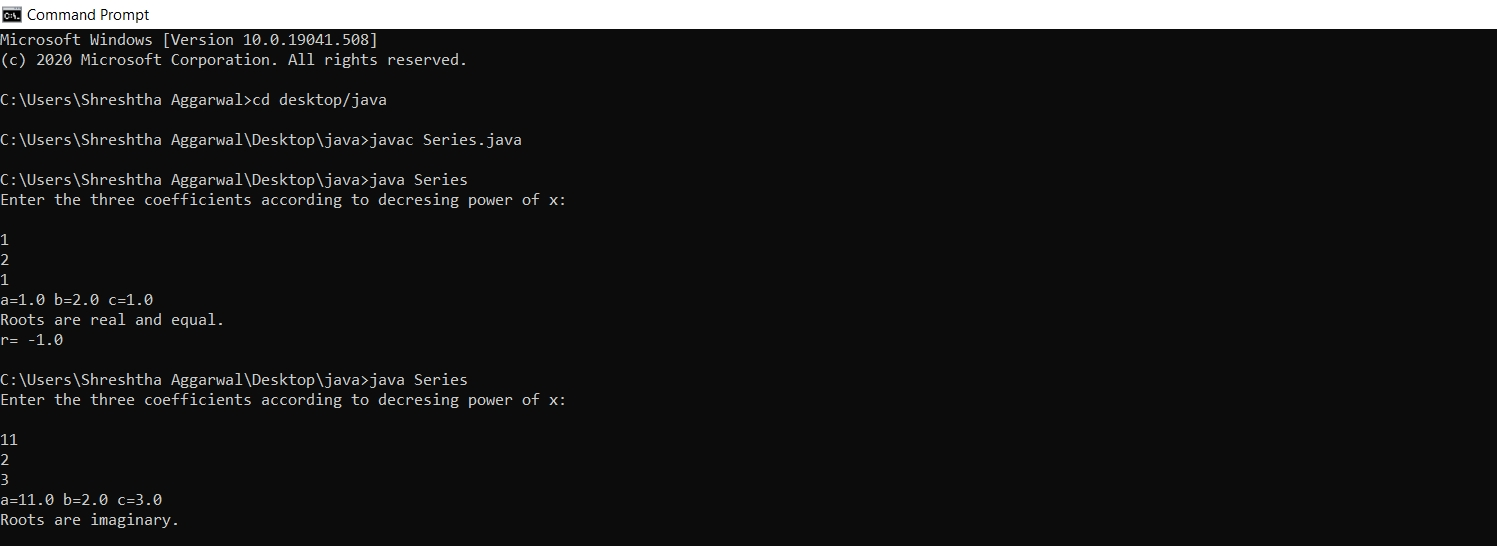 Command Prompt
Microsoft Windows [Version 10.0.19041.508]
(c) 2020 Microsoft Corporation. All rights reserved.
C:\Users\Shreshtha Aggarwal>cd desktop/java
C:\Users\Shreshtha Aggarwal\Desktop\java>javac Series.java
C:\Users\Shreshtha Aggarwal\Desktop\java>java Series
Enter the three coefficients according to decresing power of x:
1
2
1
a=1.0 b=2.0 c=1.0
Roots are real and equal.
r= -1.0
C:\Users\Shreshtha Aggarwal\Desktop\java>java Series
Enter the three coefficients according to decresing power of x:
11
2
3
a=11.0 b=2.0 c=3.0
Roots are imaginary.